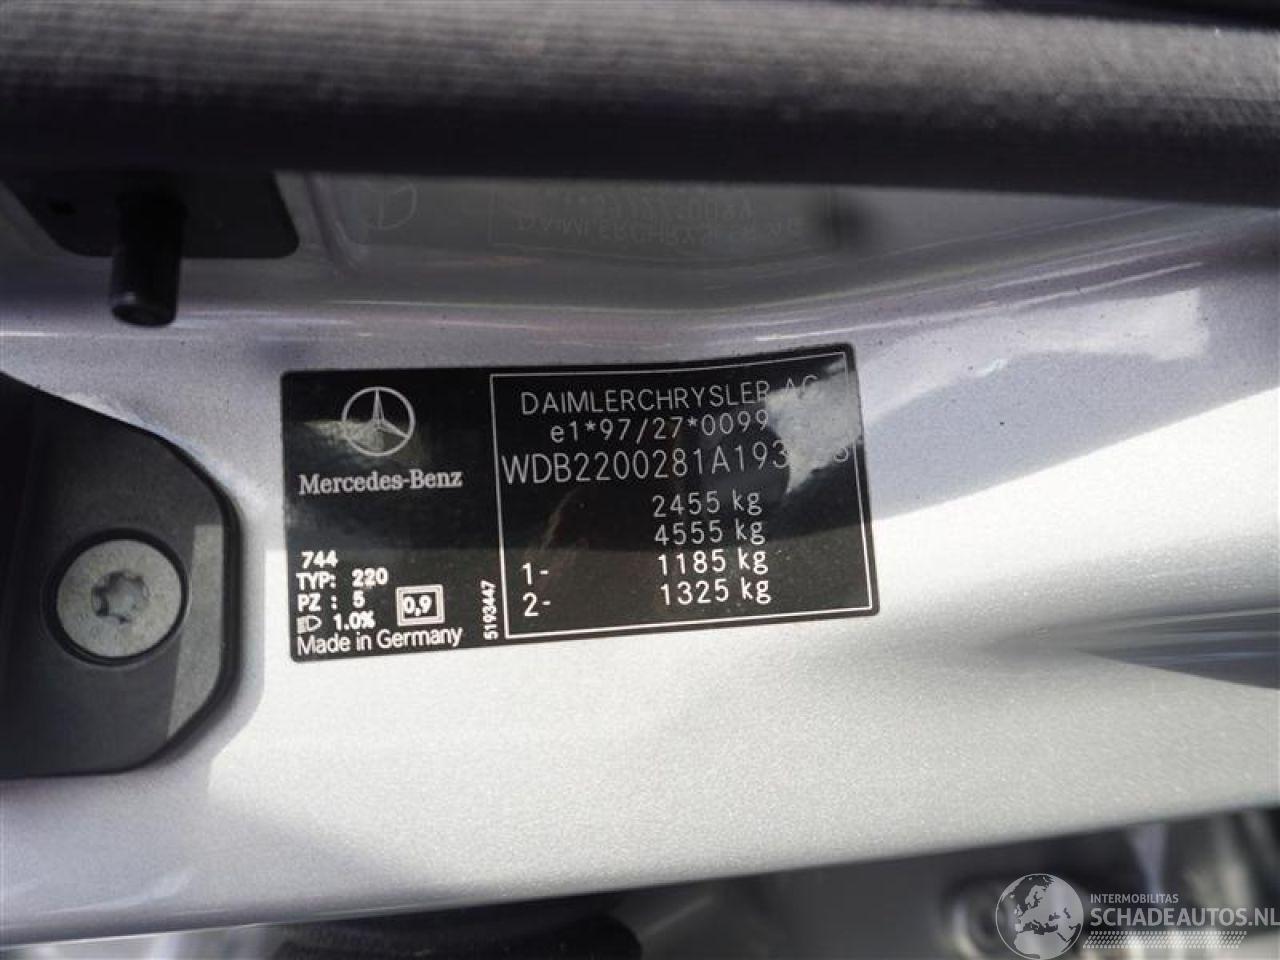 Mercedes-Benz
744
TYP: 220
PZ : 5
1.0%
0,9
Made in Germany
5193447
DAIMLERCHRYSLER AG
e1*97/27*0099
2455 kg
4555 kg
1- 1185 kg
2- 1325 kg
INTERMOBILITAS
SCHADEAUTOS.NL